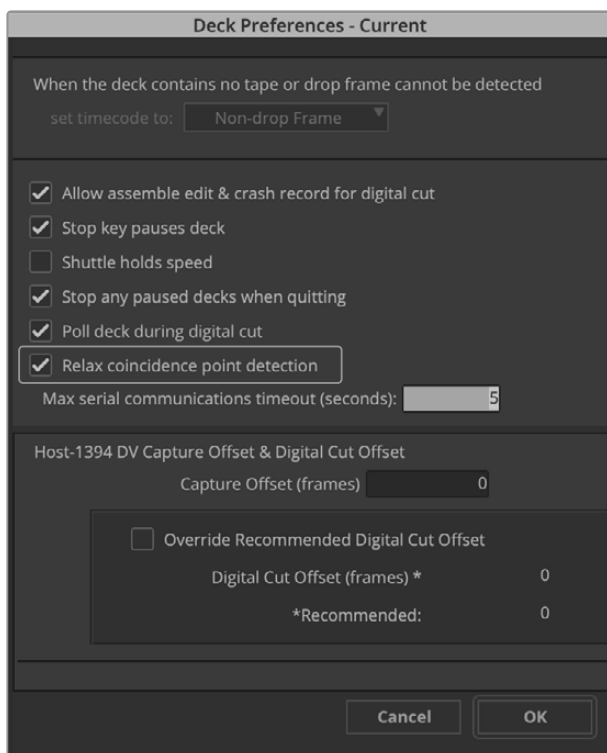 Deck Preferences - Current
When the deck contains no tape or drop frame cannot be detected
set timecode to: Non-drop Frame
Allow assemble edit & crash record for digital cut
Stop key pauses deck
Shuttle holds speed
Stop any paused decks when quitting
Poll deck during digital cut
Relax coincidence point detection
Max serial communications timeout (seconds): 5
Host-1394 DV Capture Offset & Digital Cut Offset
Capture Offset (frames) 0
Override Recommended Digital Cut Offset
Digital Cut Offset (frames) * 0
*Recommended: 0
Cancel OK